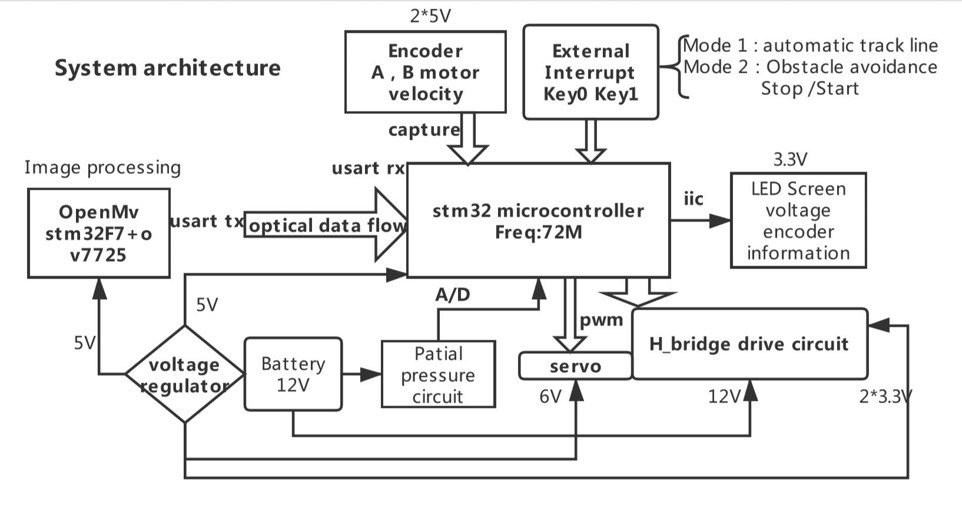 2*5V
System architecture
Encoder
A , B motor
velocity
External
Interrupt
Key0 Key1
Mode 1 : automatic track line
Mode 2 : Obstacle avoidance
Stop /Start
capture
Image processing
usart rx
3.3V
OpenMv
stm32F7+o
v7725
usart tx
optical data flow
stm32 microcontroller
Freq:72M
iic
LED Screen
voltage
encoder
information
5V
A/D
5V
pwm
voltage
regulator
Battery
12V
Patial
pressure
circuit
servo
H_bridge drive circuit
6V
12V
2*3.3V